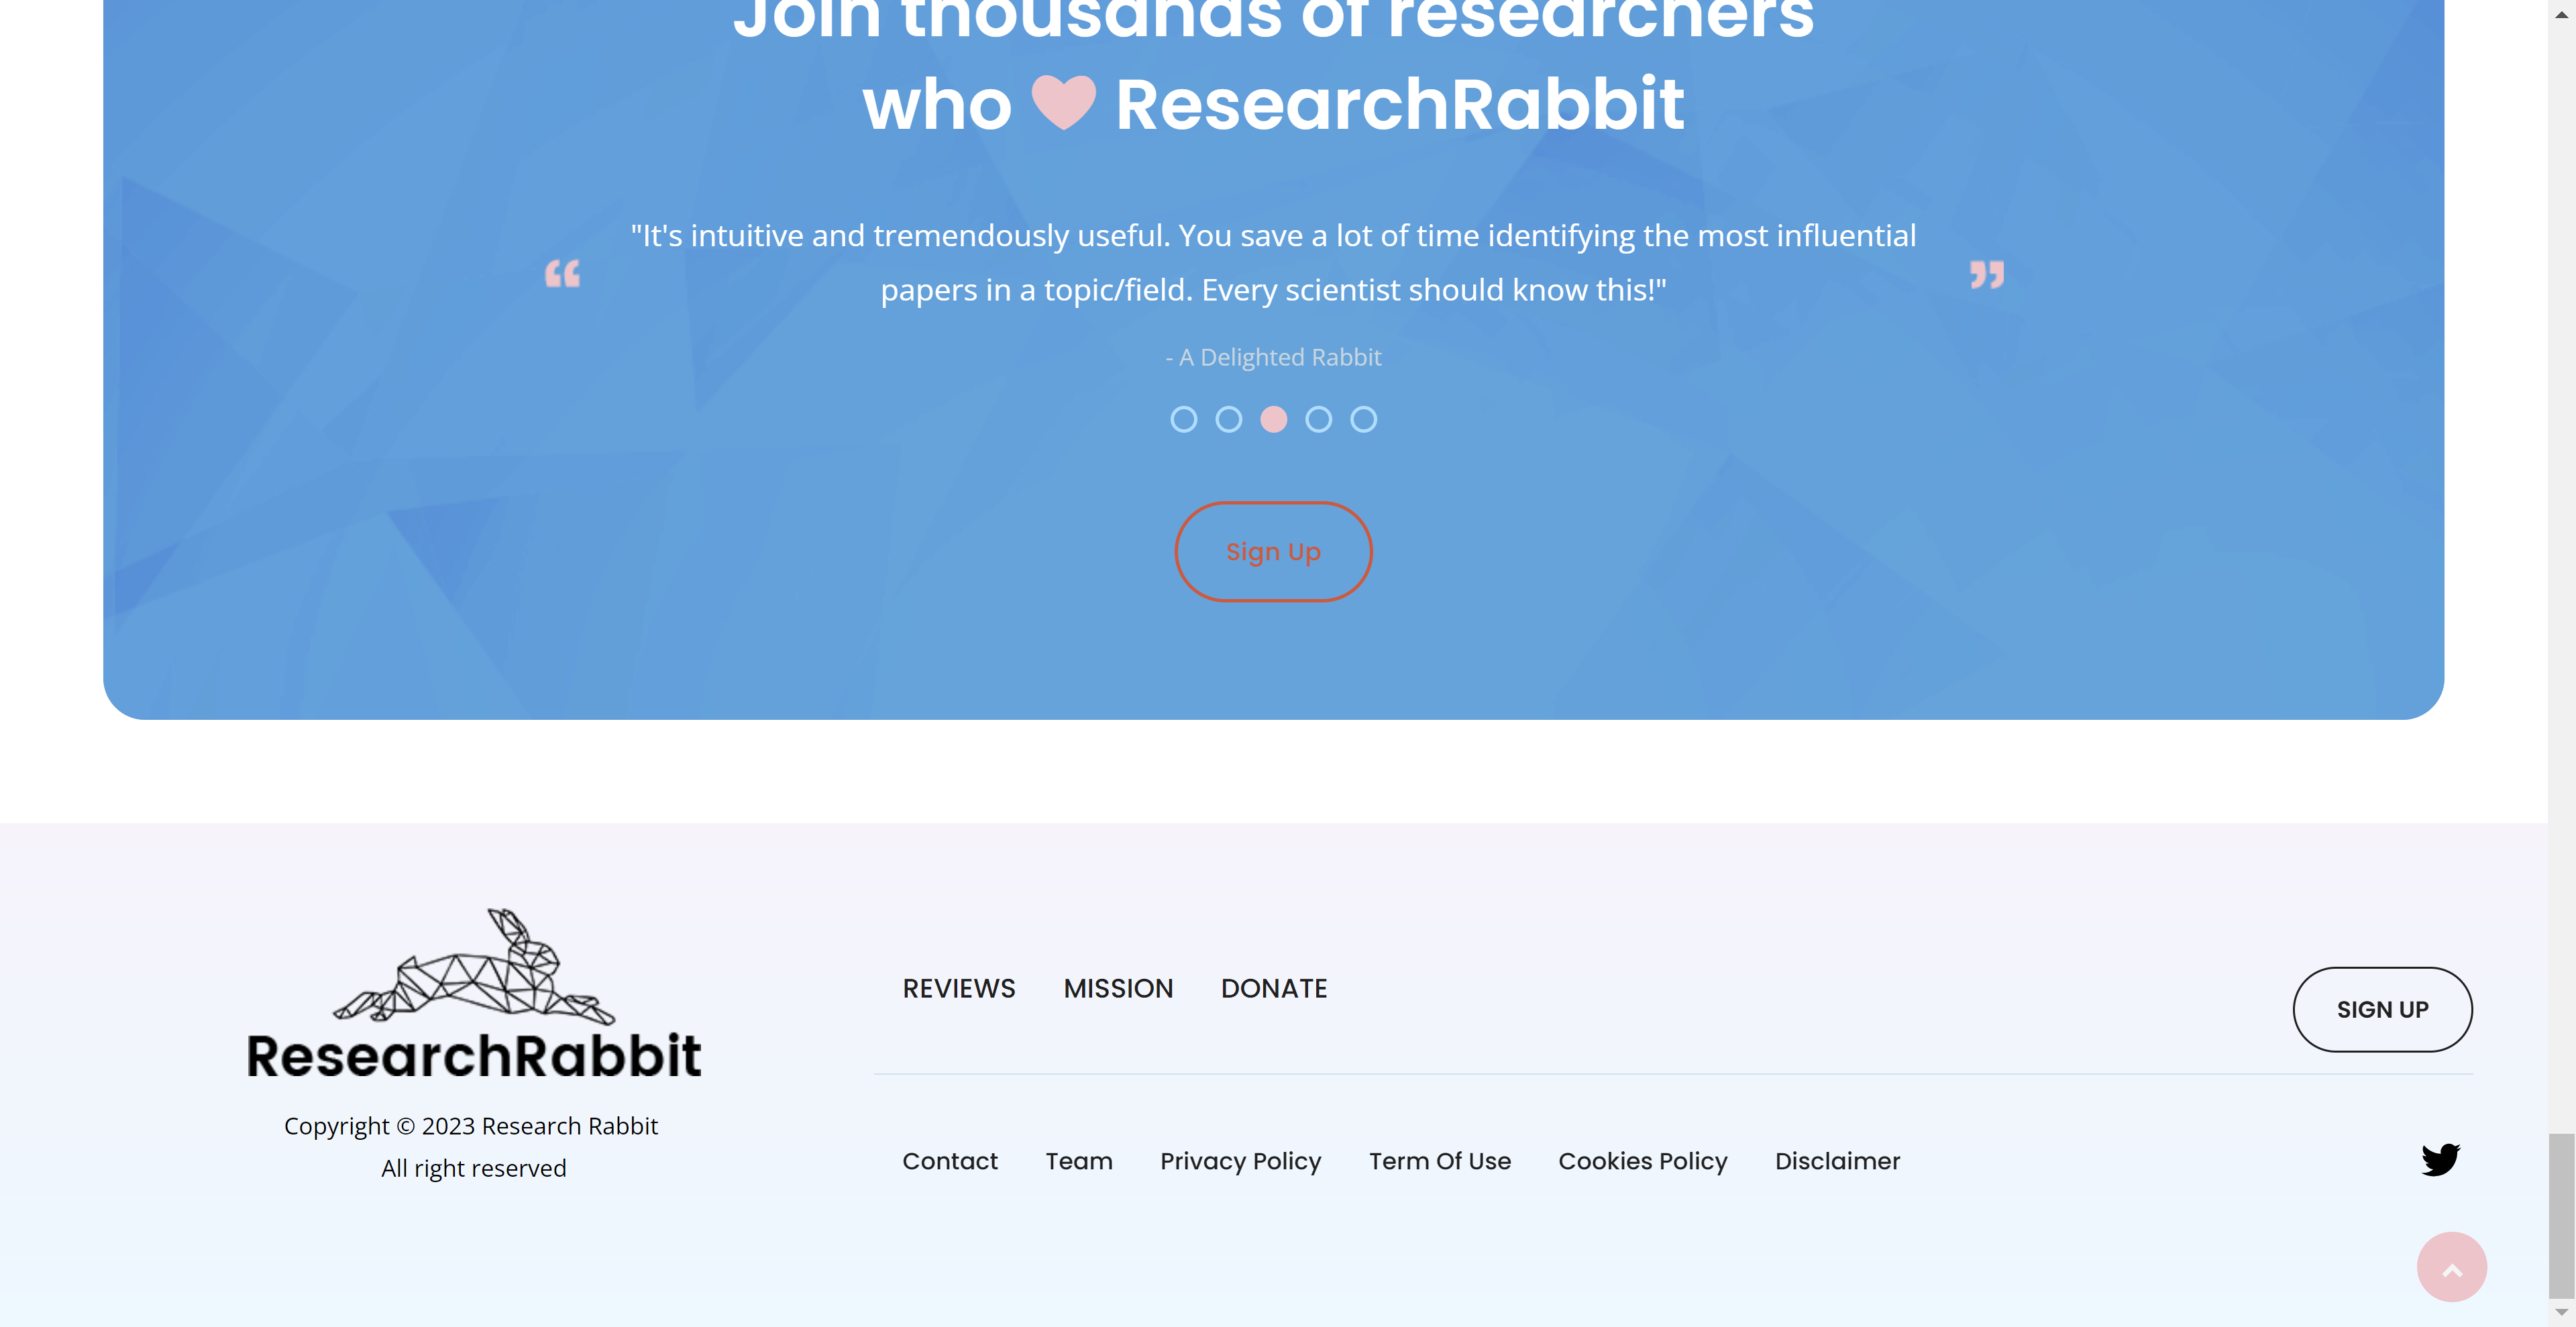 Join thousands of researchers
who ResearchRabbit
"It's intuitive and tremendously useful. You save a lot of time identifying the most influential
papers in a topic/field. Every scientist should know this!"
- A Delighted Rabbit
Sign Up
ResearchRabbit
Copyright © 2023 Research Rabbit
All right reserved
REVIEWS MISSION DONATE
SIGN UP
Contact Team Privacy Policy Term Of Use Cookies Policy Disclaimer